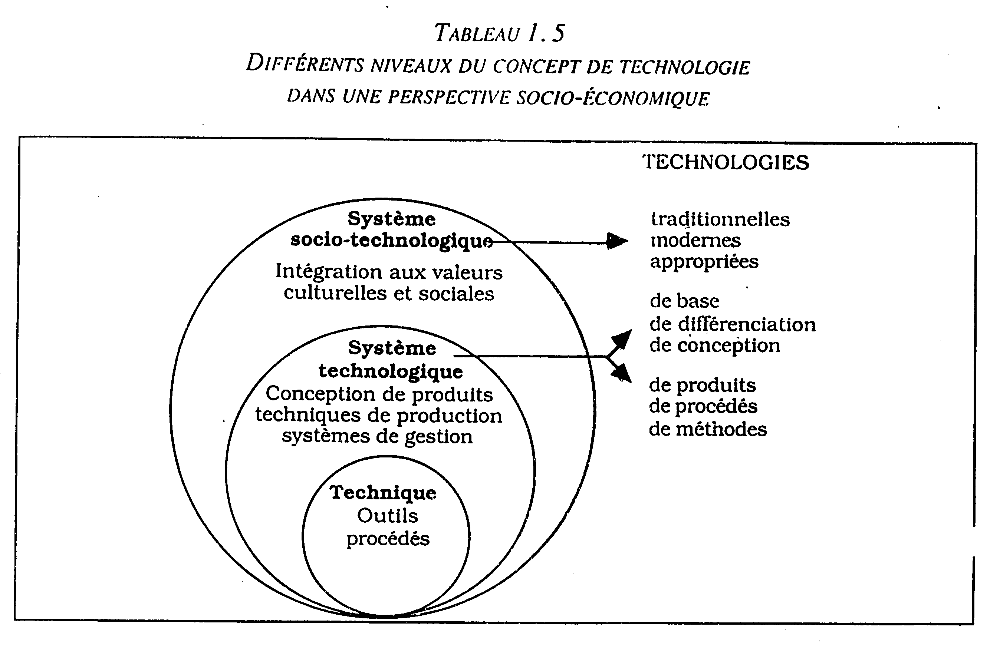 TABLEAU 1.5
DIFFÉRENTS NIVEAUX DU CONCEPT DE TECHNOLOGIE
DANS UNE PERSPECTIVE SOCIO-ÉCONOMIQUE
TECHNOLOGIES
Système
socio-technologique
Intégration aux valeurs
culturelles et sociales
traditionnelles
modernes
appropriées
de base
de différenciation
de conception
Système
technologique
Conception de produits
techniques de production
systèmes de gestion
de produits
de procédés
de méthodes
Technique
Outils
procédés